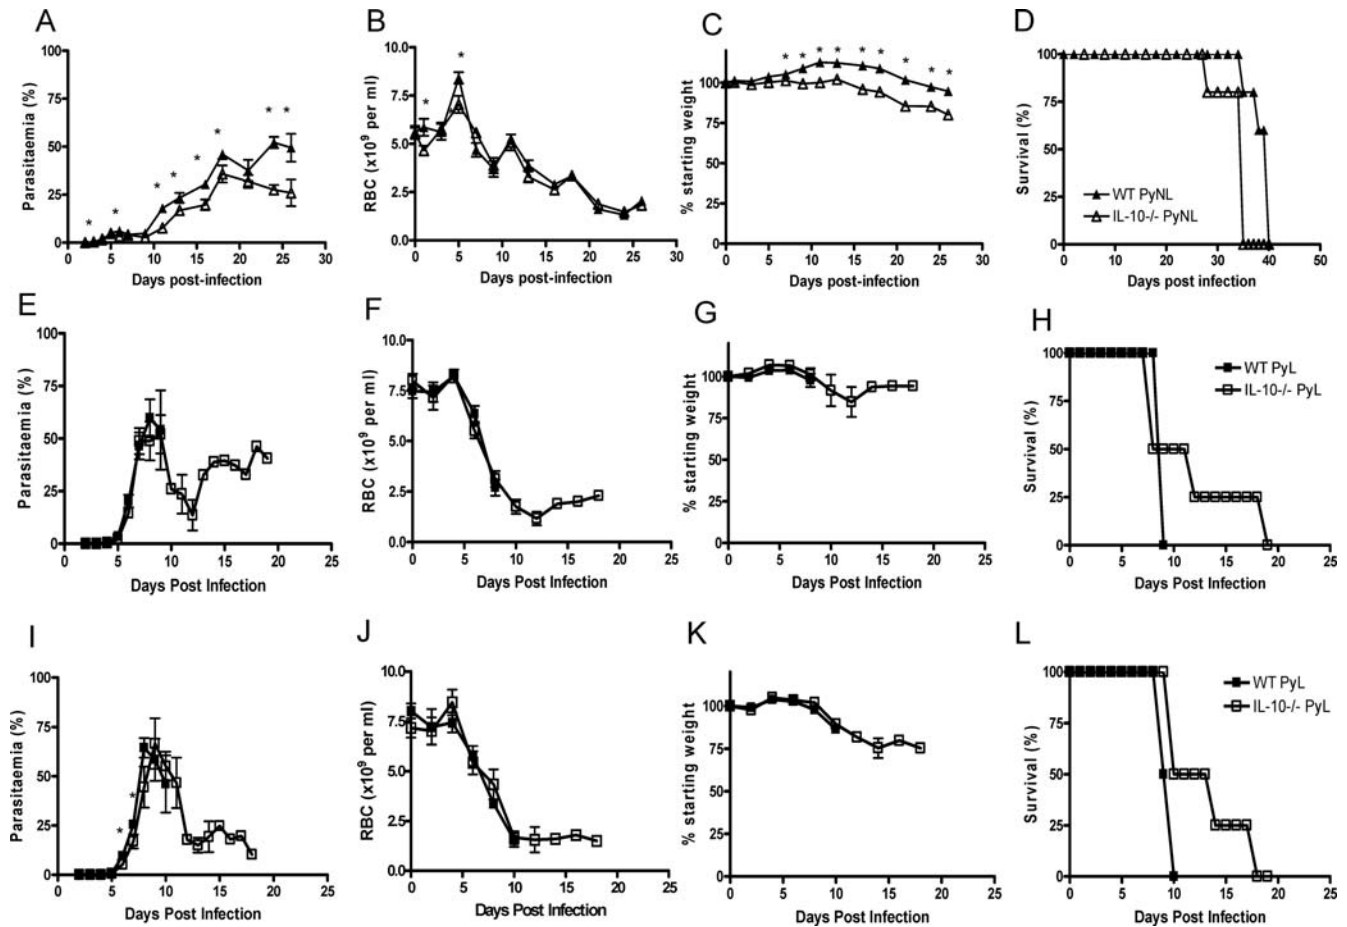 A
Parasitaemia (%)
100
75
50
25
0
* * * * * * * * *
0 5 10 15 20 25 30
Days post-infection
B
RBC (x10⁹ per ml)
10.0
7.5
5.0
2.5
0.0
* *
0 5 10 15 20 25 30
Days post-infection
C
% starting weight
100
75
50
25
0
* * * * * * * * *
0 5 10 15 20 25 30
Days post-infection
D
Survival (%)
100
75
50
25
0
WT PyNL
IL-10-/- PyNL
0 10 20 30 40 50
Days post infection
E
Parasitaemia (%)
100
75
50
25
0
0 5 10 15 20 25
Days Post Infection
F
RBC (x10⁹ per ml)
10.0
7.5
5.0
2.5
0.0
0 5 10 15 20 25
Days Post Infection
G
% starting weight
100
75
50
25
0
0 5 10 15 20 25
Days Post Infection
H
Survival (%)
100
75
50
25
0
WT PyL
IL-10-/- PyL
0 5 10 15 20 25
Days Post Infection
I
Parasitaemia (%)
100
75
50
25
0
* *
0 5 10 15 20 25
Days Post Infection
J
RBC (x10⁹ per ml)
10.0
7.5
5.0
2.5
0.0
0 5 10 15 20 25
Days Post Infection
K
% starting weight
100
75
50
25
0
0 5 10 15 20 25
Days Post Infection
L
Survival (%)
100
75
50
25
0
WT PyL
IL-10-/- PyL
0 5 10 15 20 25
Days Post Infection